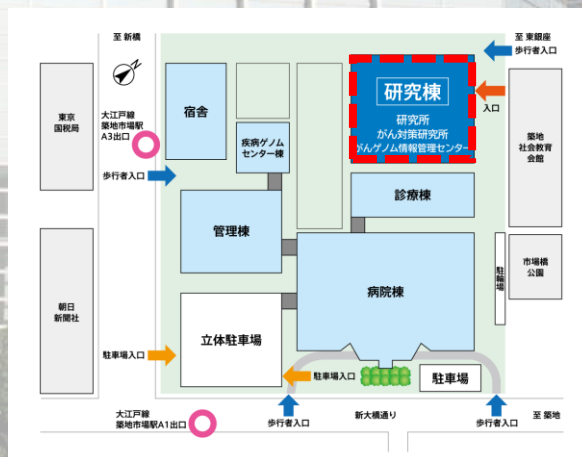 至 新橋
至 東銀座
歩行者入口
東京
国税局
大江戸線
築地市場駅
A3出口
宿舎
疾病ゲノム
センター棟
研究棟
研究所
がん対策研究所
がんゲノム情報管理センター
入口
築地
社会教育
会館
歩行者入口
診療棟
管理棟
朝日
新聞社
病院棟
駐輪場
市場橋
公園
立体駐車場
駐車場入口
駐車場入口
駐車場
大江戸線
築地市場駅A1出口
歩行者入口
新大橋通り
歩行者入口
至 築地